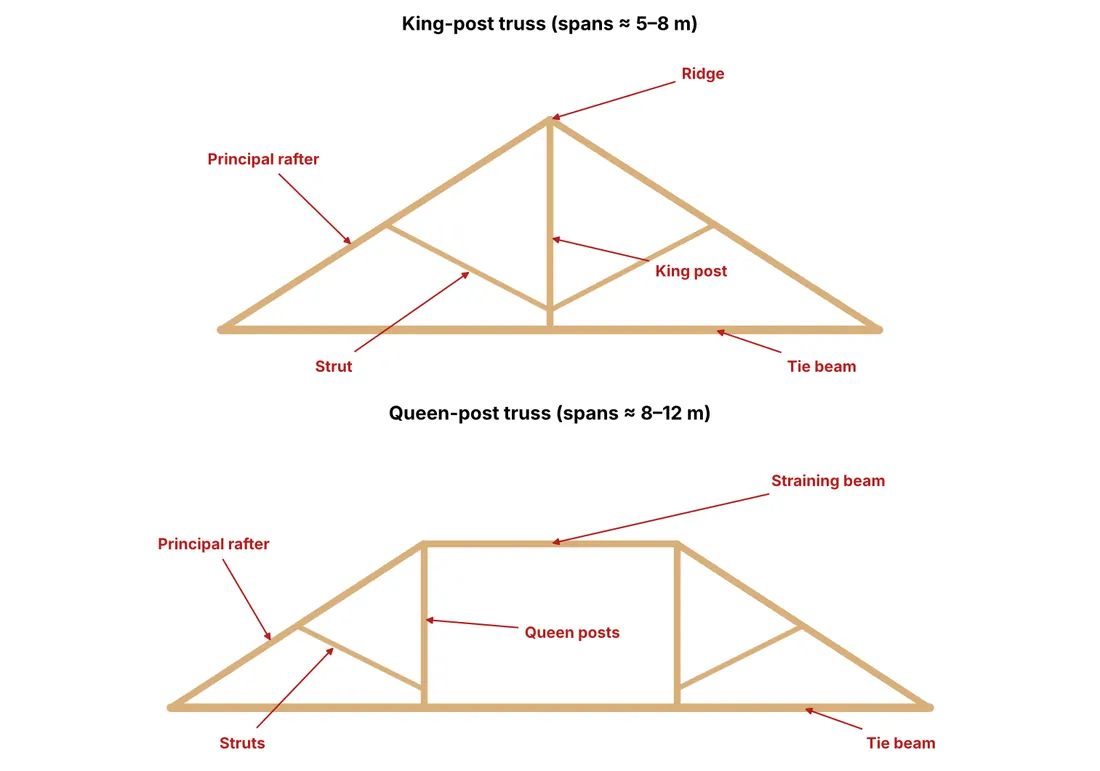 King-post truss (spans ≈ 5–8 m)
Ridge
Principal rafter
King post
Strut
Tie beam
Queen-post truss (spans ≈ 8–12 m)
Straining beam
Principal rafter
Queen posts
Struts
Tie beam